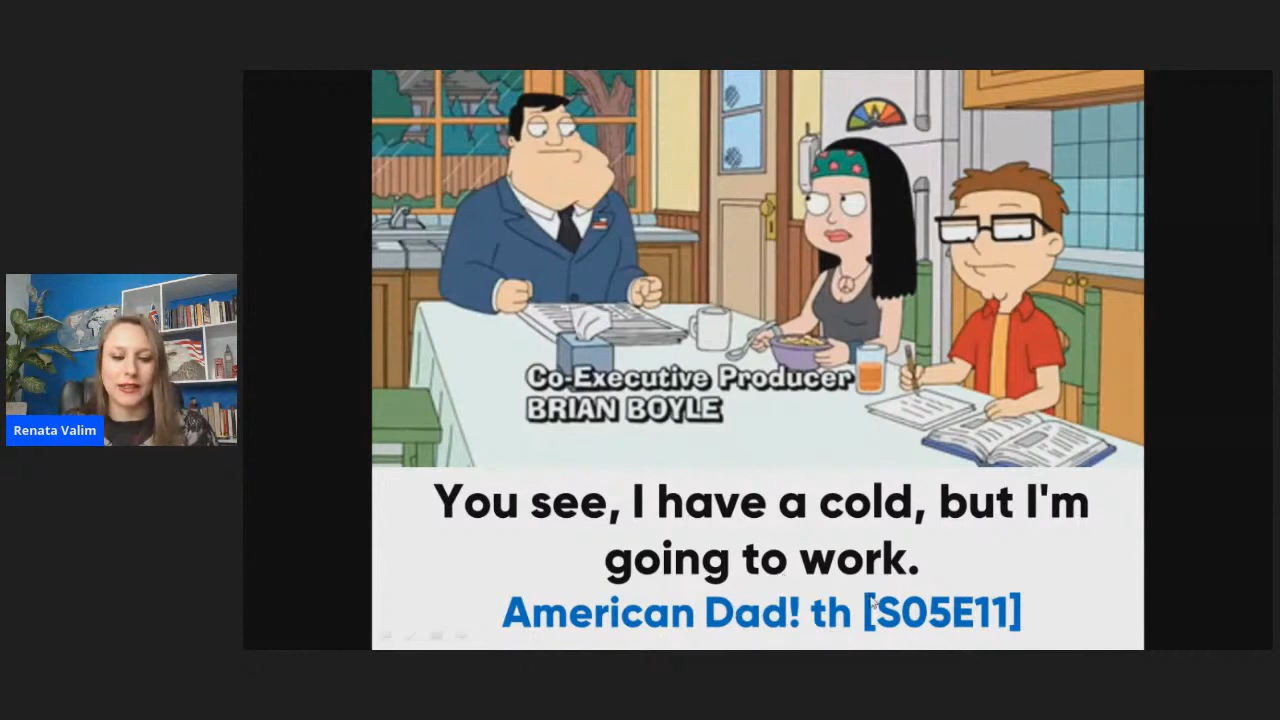 Co-Executive Producer
BRIAN BOYLE
Renata Valim
You see, I have a cold, but I'm
going to work.
American Dad! th [S05E11]